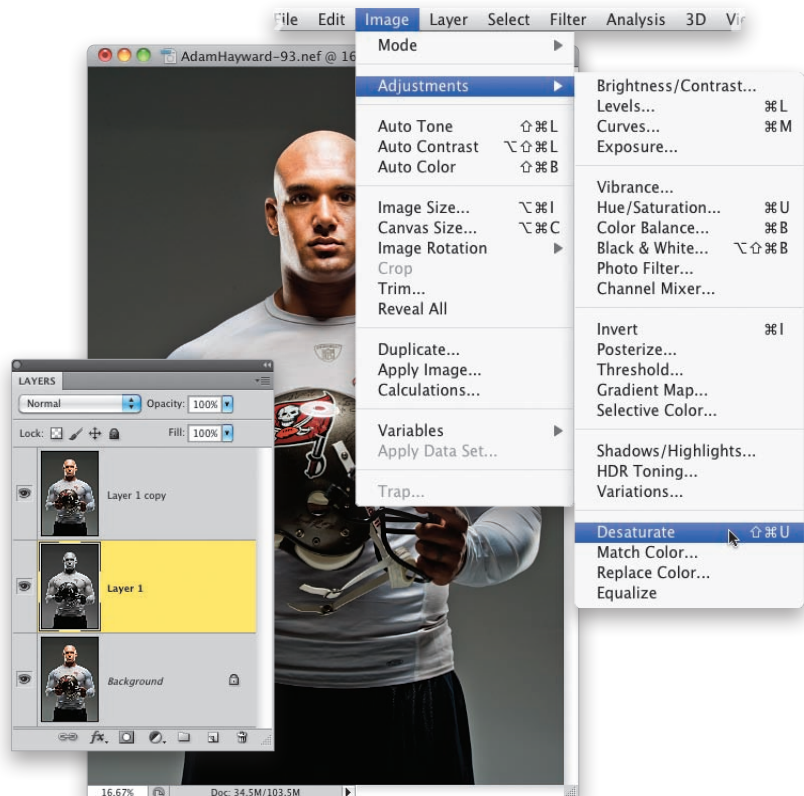 File Edit Image Layer Select Filter Analysis 3D
AdamHayward-93.nef @ 16
Mode
Adjustments
Auto Tone ⇧⌘L
Auto Contrast ⌥⇧⌘L
Auto Color ⇧⌘B
Image Size... ⌥⌘I
Canvas Size... ⌥⌘C
Image Rotation
Crop
Trim...
Reveal All
Duplicate...
Apply Image...
Calculations...
Variables
Apply Data Set...
Trap...
Brightness/Contrast...
Levels... ⌘L
Curves... ⌘M
Exposure...
Vibrance...
Hue/Saturation... ⌘U
Color Balance... ⌘B
Black & White... ⌥⇧⌘B
Photo Filter...
Channel Mixer...
Invert ⌘I
Posterize...
Threshold...
Gradient Map...
Selective Color...
Shadows/Highlights...
HDR Toning...
Variations...
Desaturate ⇧⌘U
Match Color...
Replace Color...
Equalize
LAYERS
Normal Opacity: 100%
Lock: Fill: 100%
Layer 1 copy
Layer 1
Background
fx
16.67% Doc: 34.5M/103.5M